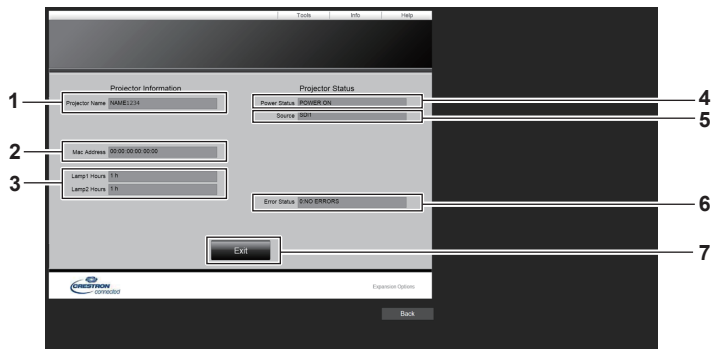 Tools Info Help
Projector Information Projector Status
1 Projector Name NAME1234 Power Status POWER ON 4
Source SDI1 5
2 Mac Address 00:00:00:00:00:00
3 Lamp1 Hours 1 h
Lamp2 Hours 1 h
Error Status 0:NO ERRORS 6
Exit 7
CRESTRON connected Expansion Options
Back